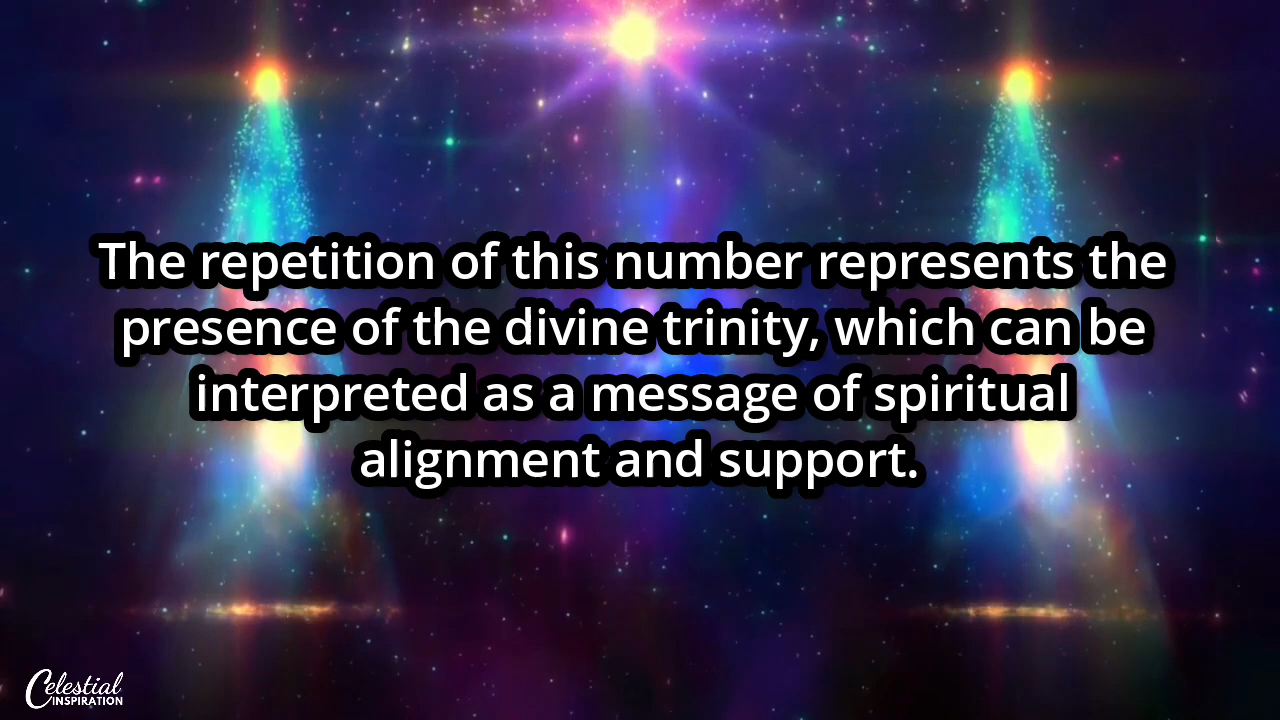 The repetition of this number represents the
presence of the divine trinity, which can be
interpreted as a message of spiritual
alignment and support.
Celestial
INSPIRATION